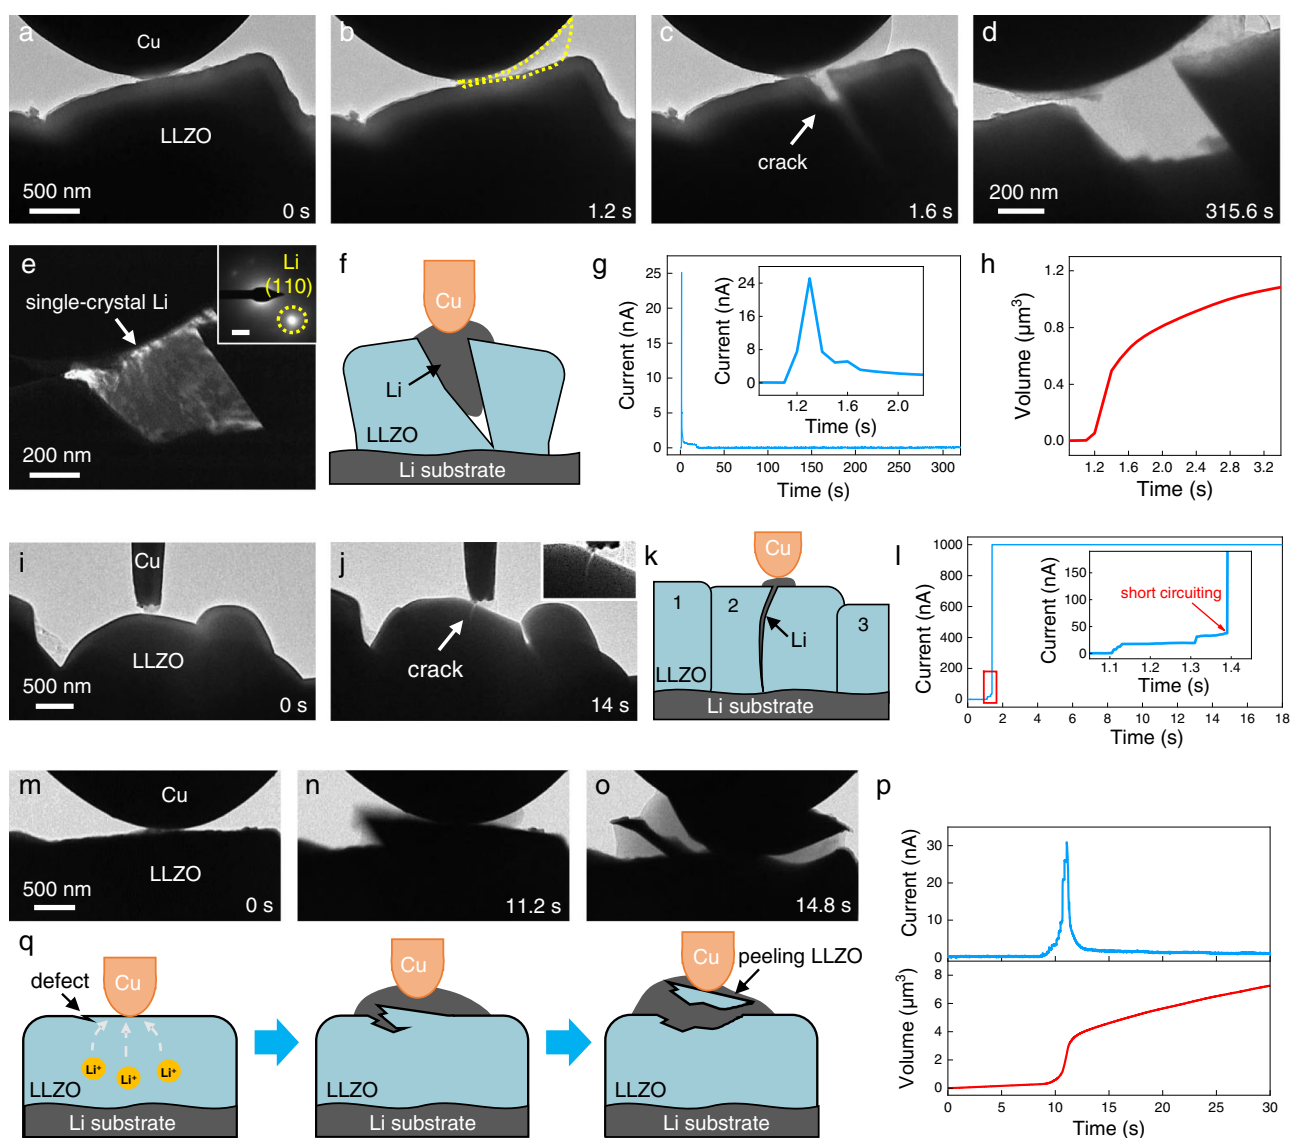 a
Cu
LLZO
500 nm
0 s
b
1.2 s
c
crack
1.6 s
d
200 nm
315.6 s
e
single-crystal Li
Li
(110)
200 nm
f
Cu
Li
LLZO
Li substrate
g
Current (nA)
25
20
15
10
5
0
0 50 100 150 200 250 300
Time (s)
Current (nA)
24
16
8
0
1.2 1.6 2.0
Time (s)
h
Volume (μm³)
1.2
0.8
0.4
0.0
1.2 1.6 2.0 2.4 2.8 3.2
Time (s)
i
Cu
LLZO
500 nm
0 s
j
crack
14 s
k
Cu
1
2
3
Li
LLZO
Li substrate
l
Current (nA)
1000
800
600
400
200
0
0 2 4 6 8 10 12 14 16 18
Time (s)
Current (nA)
150
100
50
0
short circuiting
1.1 1.2 1.3 1.4
Time (s)
m
Cu
LLZO
500 nm
0 s
n
11.2 s
o
14.8 s
p
Current (nA)
30
20
10
0
Volume (μm³)
8
6
4
2
0
0 5 10 15 20 25 30
Time (s)
q
defect
Cu
Li⁺
Li⁺
Li⁺
LLZO
Li substrate
Cu
LLZO
Li substrate
Cu
peeling LLZO
LLZO
Li substrate